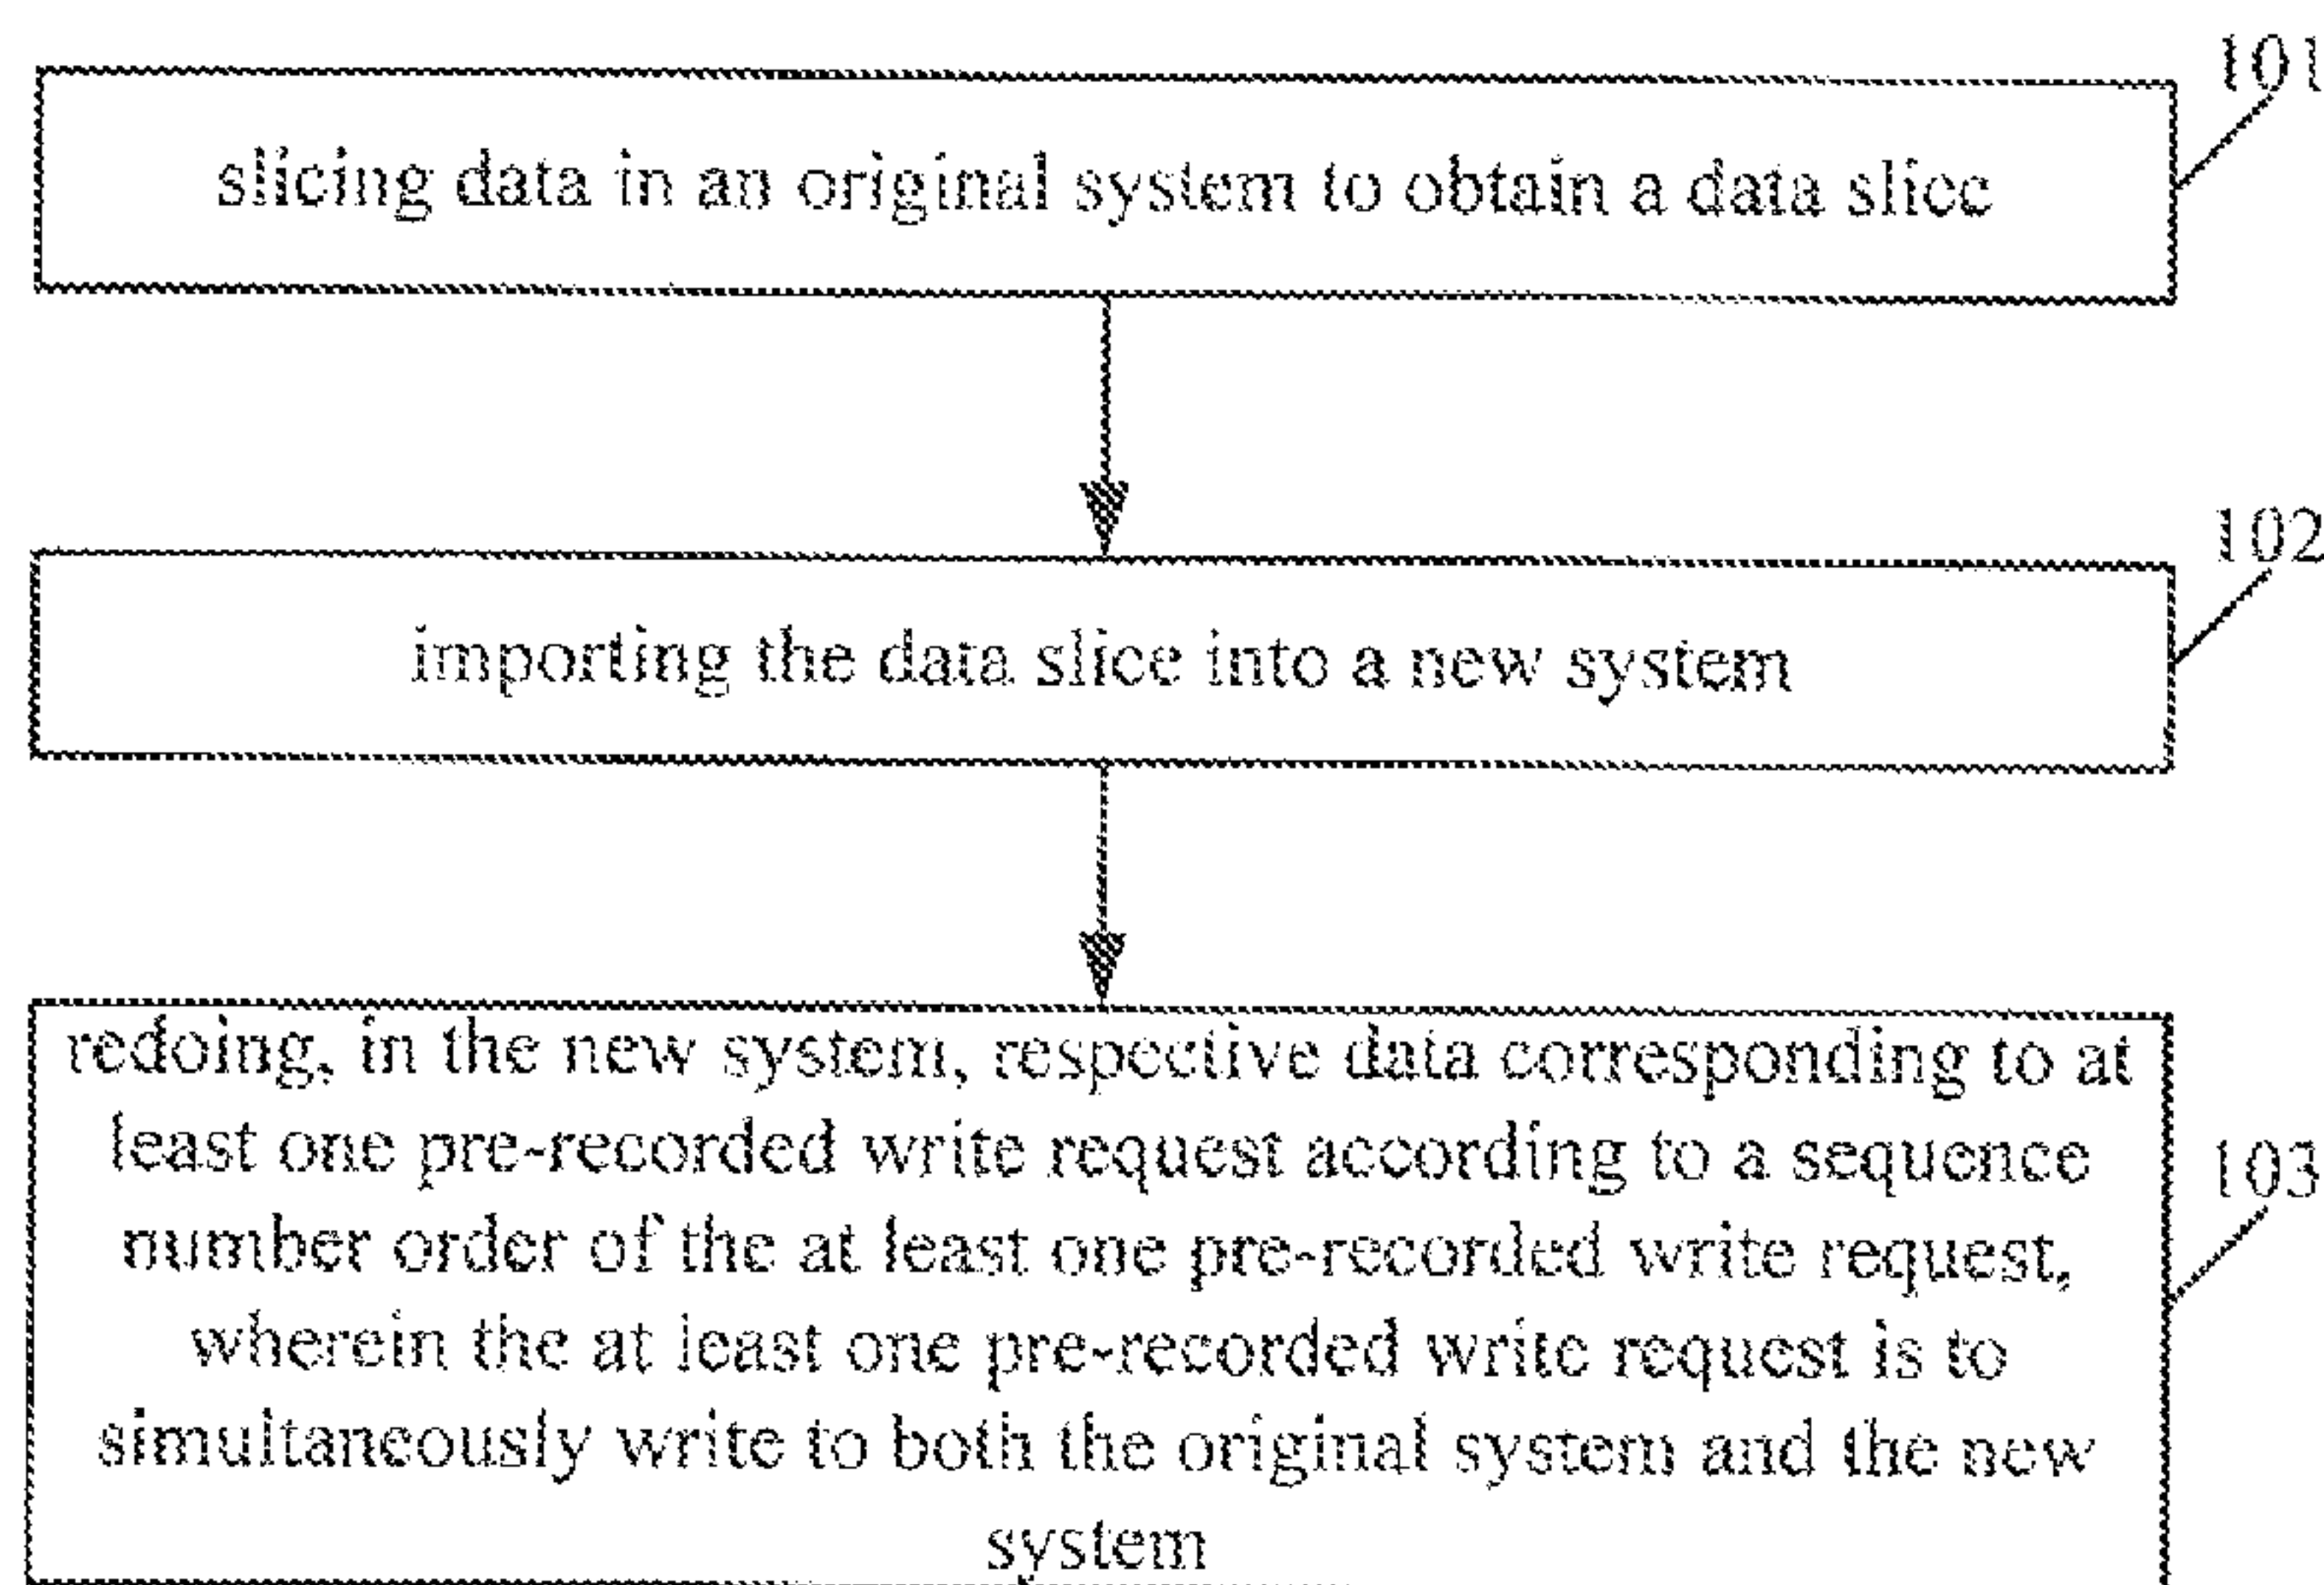 101
slicing data in an original system to obtain a data slice
102
importing the data slice into a new system
redoing, in the new system, respective data corresponding to at
least one pre-recorded write request according to a sequence
103
number order of the at least one pre-recorded write request,
wherein the at least one pre-recorded write request is to
simultaneously write to both the original system and the new
system